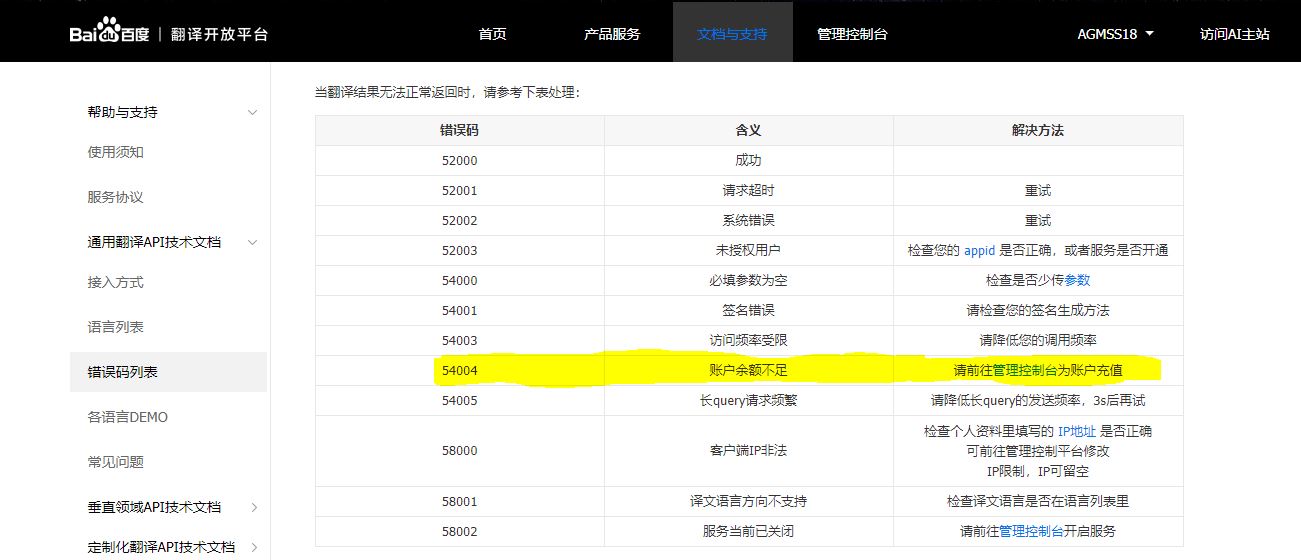 Bai du 百度 | 翻译开放平台 首页 产品服务 文档与支持 管理控制台 AGMSS18 访问AI主站
帮助与支持
使用须知
服务协议
通用翻译API技术文档
接入方式
语言列表
错误码列表
各语言DEMO
常见问题
垂直领域API技术文档
定制化翻译API技术文档
当翻译结果无法正常返回时，请参考下表处理：
错误码 含义 解决方法
52000 成功
52001 请求超时 重试
52002 系统错误 重试
52003 未授权用户 检查您的 appid 是否正确，或者服务是否开通
54000 必填参数为空 检查是否少传参数
54001 签名错误 请检查您的签名生成方法
54003 访问频率受限 请降低您的调用频率
54004 账户余额不足 请前往管理控制台为账户充值
54005 长query请求频繁 请降低长query的发送频率，3s后再试
58000 客户端IP非法 检查个人资料里填写的 IP地址 是否正确
可前往管理控制平台修改
IP限制，IP可留空
58001 译文语言方向不支持 检查译文语言是否在语言列表里
58002 服务当前已关闭 请前往管理控制台开启服务